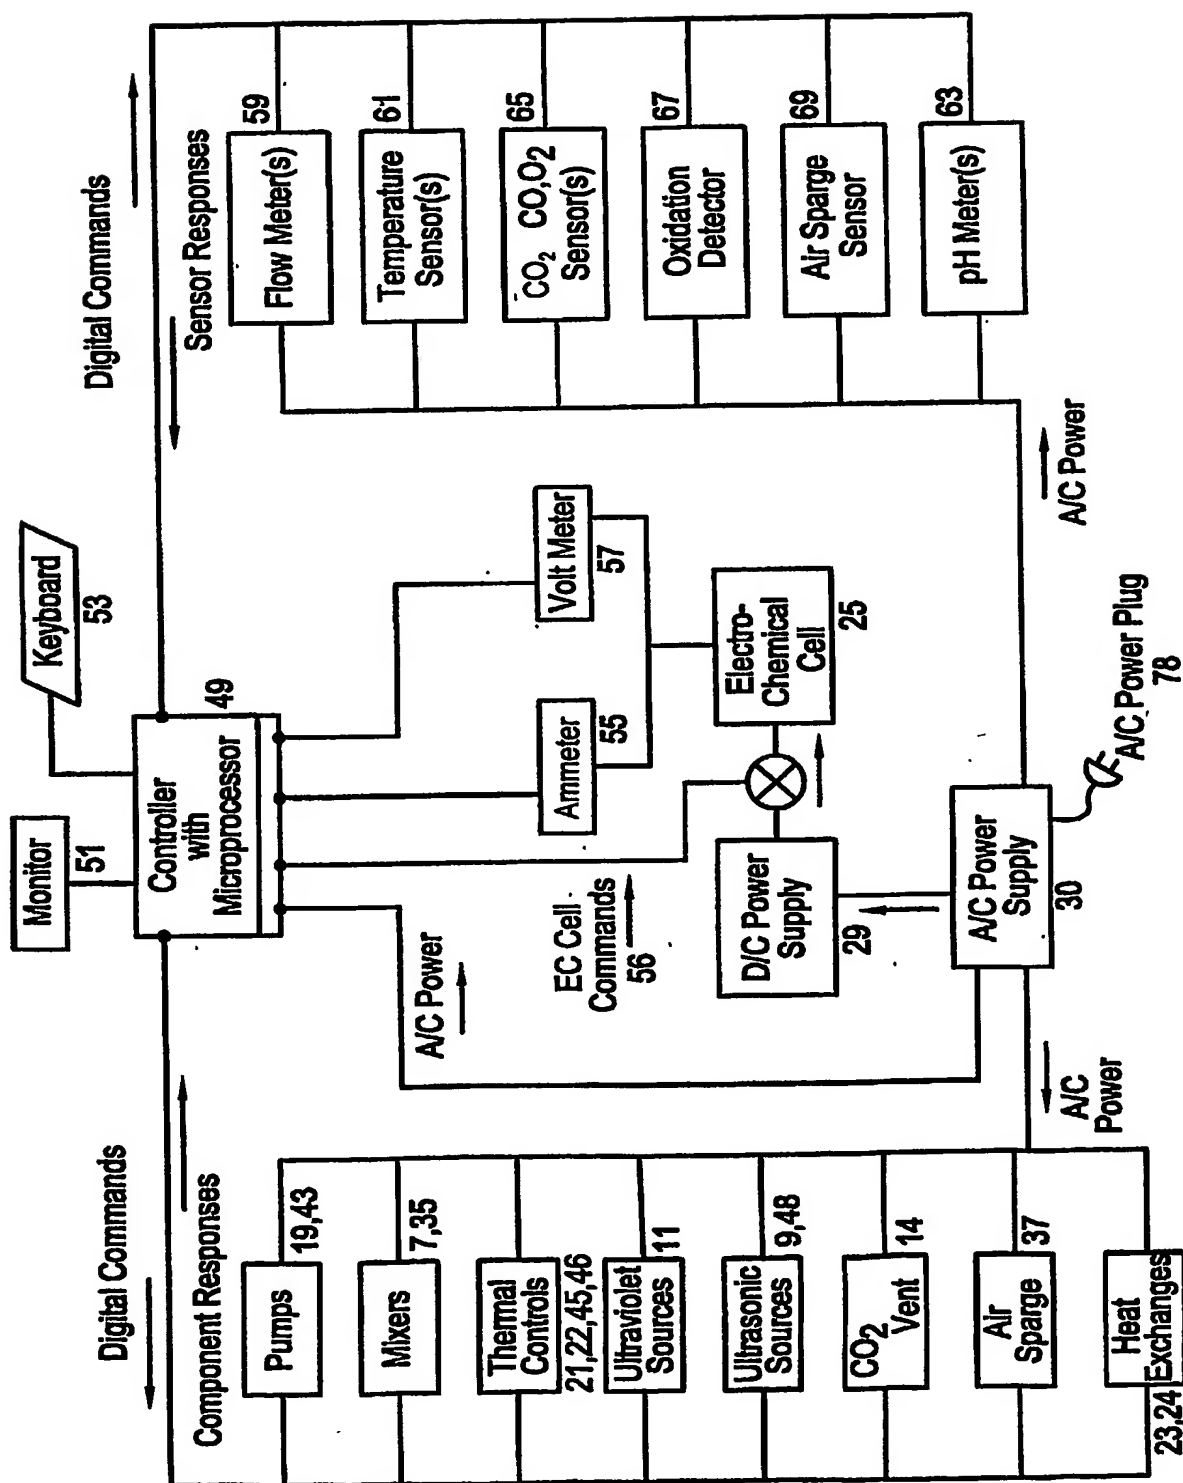 Monitor
51
Keyboard
53
Controller
with
Microprocessor
49
Digital Commands
Component Responses
Digital Commands
Sensor Responses
Pumps
19,43
Mixers
7,35
Thermal
Controls
21,22,45,46
Ultraviolet
Sources
11
Ultrasonic
Sources
9,48
CO2
Vent
14
Air
Sparge
37
Heat
Exchanges
23,24
A/C Power
EC Cell
Commands
56
Ammeter
55
Volt Meter
57
D/C Power
Supply
29
Electro-
Chemical
Cell
25
A/C
Power
A/C Power
Supply
30
A/C Power Plug
78
A/C Power
Flow Meter(s)
59
Temperature
Sensor(s)
61
CO2 CO,O2
Sensor(s)
65
Oxidation
Detector
67
Air Sparge
Sensor
69
pH Meter(s)
63